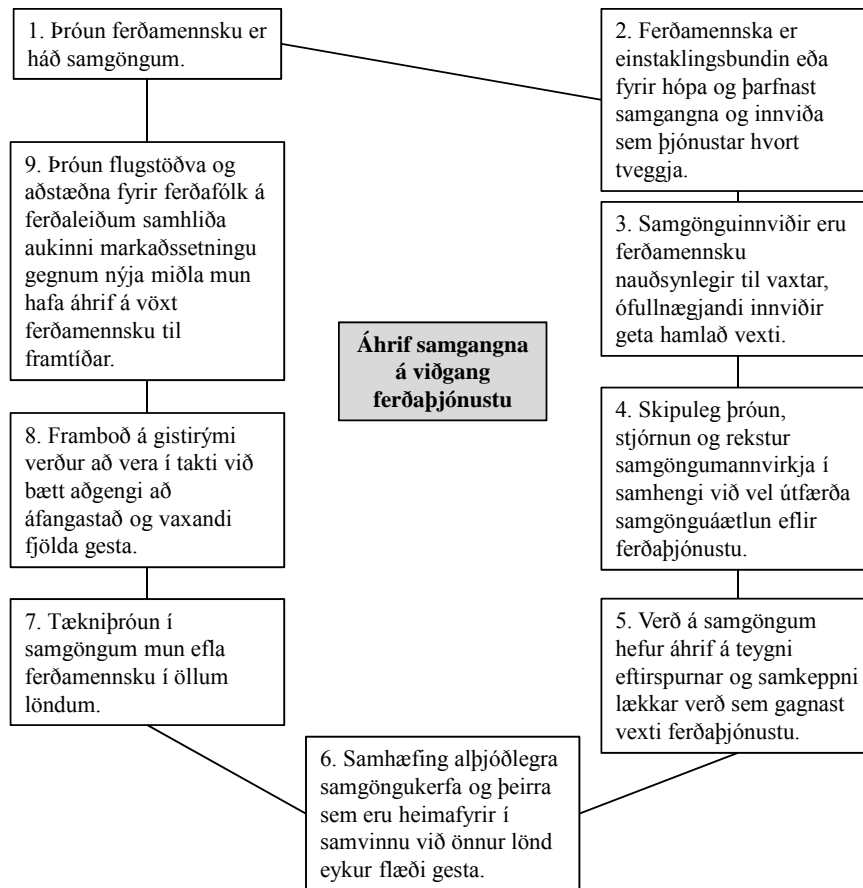 1. Þróun ferðamennsku er
háð samgöngum.
2. Ferðamennska er
einstaklingsbundin eða
fyrir hópa og þarfnast
samgangna og innviða
sem þjónustar hvort
tveggja.
3. Samgönguinnviðir eru
ferðamennsku
nauðsynlegir til vaxtar,
ófullnægjandi innviðir
geta hamlað vexti.
4. Skipuleg þróun,
stjórnun og rekstur
samgöngumannvirkja í
samhengi við vel útfærða
samgönguáætlun eflir
ferðaþjónustu.
5. Verð á samgöngum
hefur áhrif á teygni
eftirspurnar og samkeppni
lækkar verð sem gagnast
vexti ferðaþjónustu.
6. Samhæfing alþjóðlegra
samgöngukerfa og þeirra
sem eru heimafyrir í
samvinnu við önnur lönd
eykur flæði gesta.
7. Tækniþróun í
samgöngum mun efla
ferðamennsku í öllum
löndum.
8. Framboð á gistirými
verður að vera í takti við
bætt aðgengi að
áfangastað og vaxandi
fjölda gesta.
9. Þróun flugstöðva og
aðstæðna fyrir ferðafólk á
ferðaleiðum samhliða
aukinni markaðssetningu
gegnum nýja miðla mun
hafa áhrif á vöxt
ferðamennsku til
framtíðar.
Áhrif samgangna
á viðgang
ferðaþjónustu